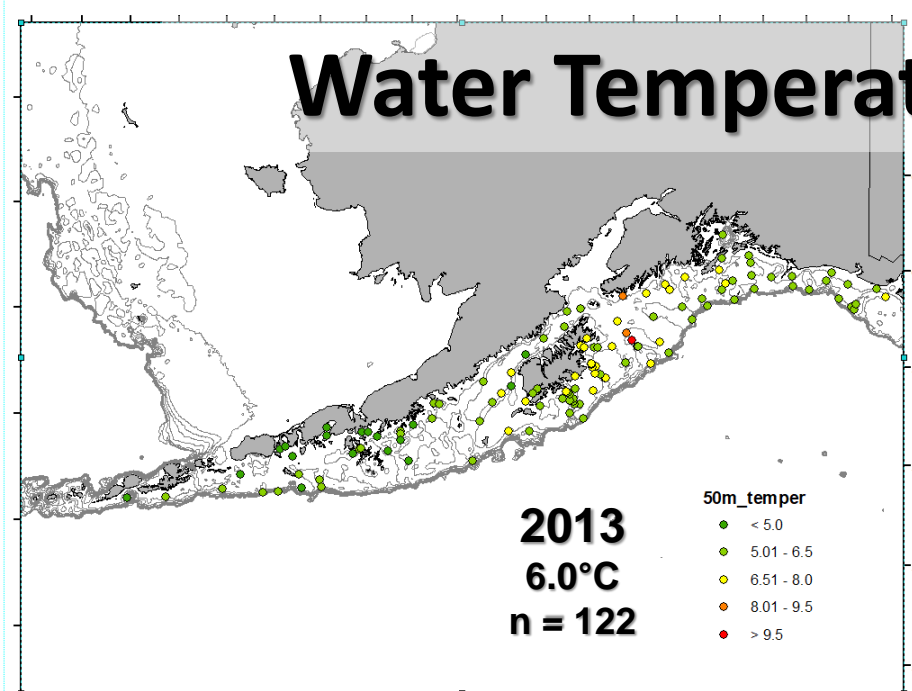 Water Temperat
2013
6.0°C
n = 122
50m_temper
< 5.0
5.01 - 6.5
6.51 - 8.0
8.01 - 9.5
> 9.5